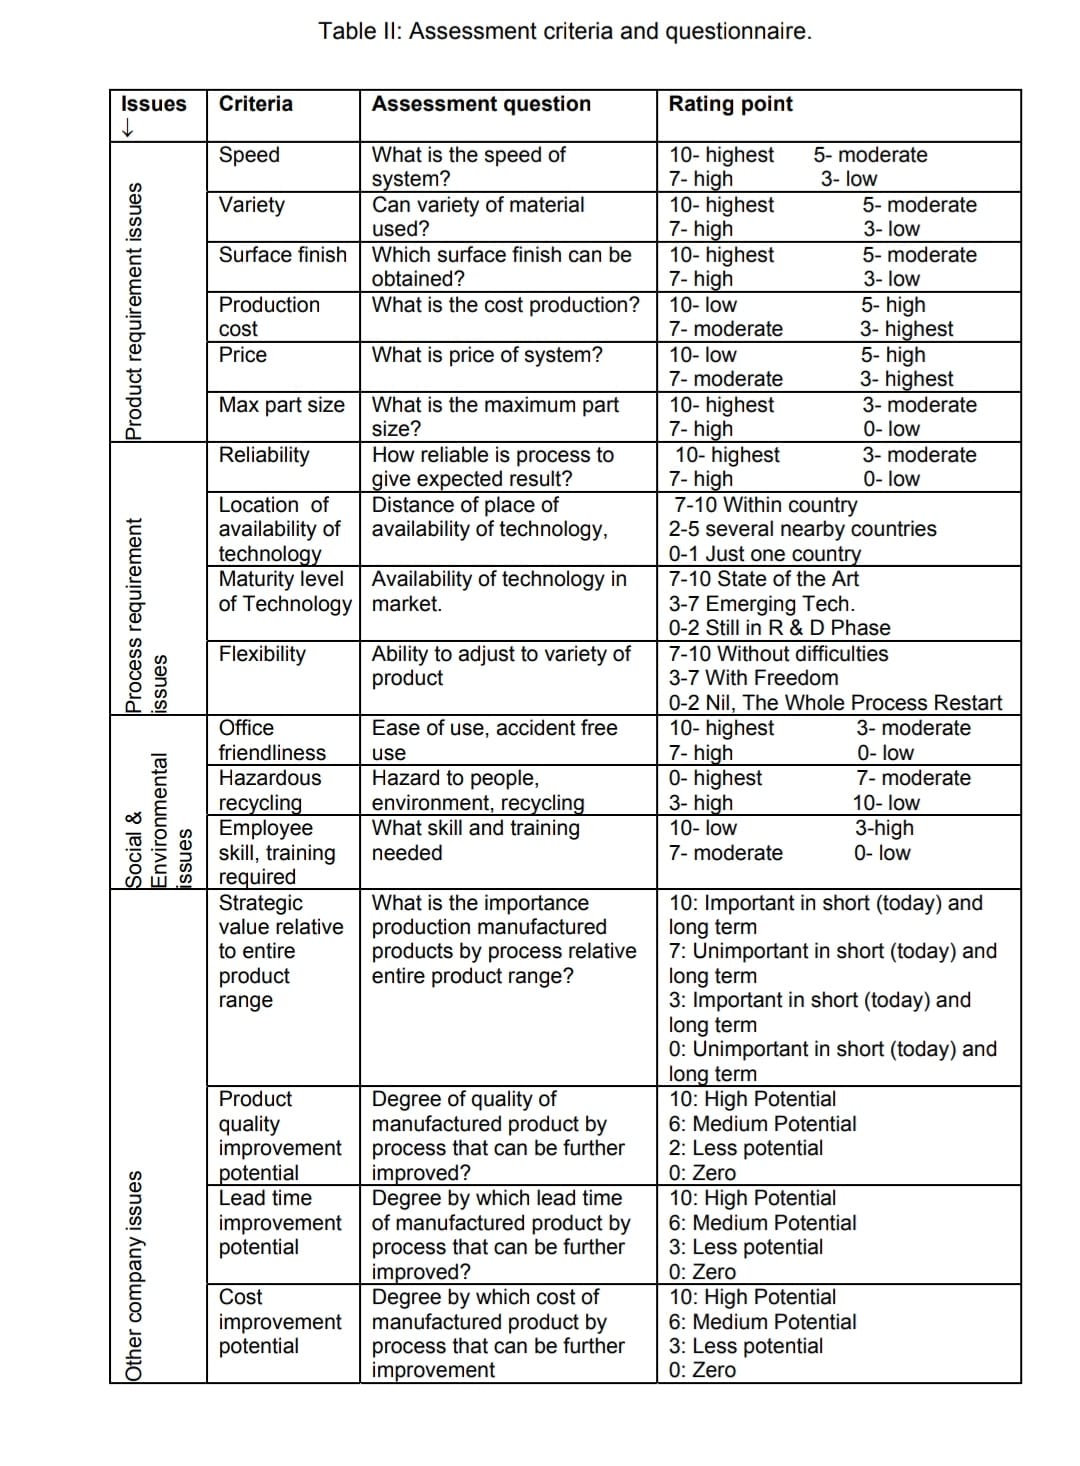 Table II: Assessment criteria and questionnaire.
Issues Criteria Assessment question Rating point
↓
Product requirement issues
Speed What is the speed of 10- highest 5- moderate
system? 7- high 3- low
Variety Can variety of material 10- highest 5- moderate
used? 7- high 3- low
Surface finish Which surface finish can be 10- highest 5- moderate
obtained? 7- high 3- low
Production What is the cost production? 10- low 5- high
cost 7- moderate 3- highest
Price What is price of system? 10- low 5- high
7- moderate 3- highest
Max part size What is the maximum part 10- highest 3- moderate
size? 7- high 0- low
Process requirement
issues
Reliability How reliable is process to 10- highest 3- moderate
give expected result? 7- high 0- low
Location of Distance of place of 7-10 Within country
availability of availability of technology, 2-5 several nearby countries
technology 0-1 Just one country
Maturity level Availability of technology in 7-10 State of the Art
of Technology market. 3-7 Emerging Tech.
0-2 Still in R & D Phase
Flexibility Ability to adjust to variety of 7-10 Without difficulties
product 3-7 With Freedom
0-2 Nil, The Whole Process Restart
Social &
Environmental
issues
Office Ease of use, accident free 10- highest 3- moderate
friendliness use 7- high 0- low
Hazardous Hazard to people, 0- highest 7- moderate
recycling environment, recycling 3- high 10- low
Employee What skill and training 10- low 3-high
skill, training needed 7- moderate 0- low
required
Other company issues
Strategic What is the importance 10: Important in short (today) and
value relative production manufactured long term
to entire products by process relative 7: Unimportant in short (today) and
product entire product range? long term
range 3: Important in short (today) and
long term
0: Unimportant in short (today) and
long term
Product Degree of quality of 10: High Potential
quality manufactured product by 6: Medium Potential
improvement process that can be further 2: Less potential
potential improved? 0: Zero
Lead time Degree by which lead time 10: High Potential
improvement of manufactured product by 6: Medium Potential
potential process that can be further 3: Less potential
improved? 0: Zero
Cost Degree by which cost of 10: High Potential
improvement manufactured product by 6: Medium Potential
potential process that can be further 3: Less potential
improvement 0: Zero